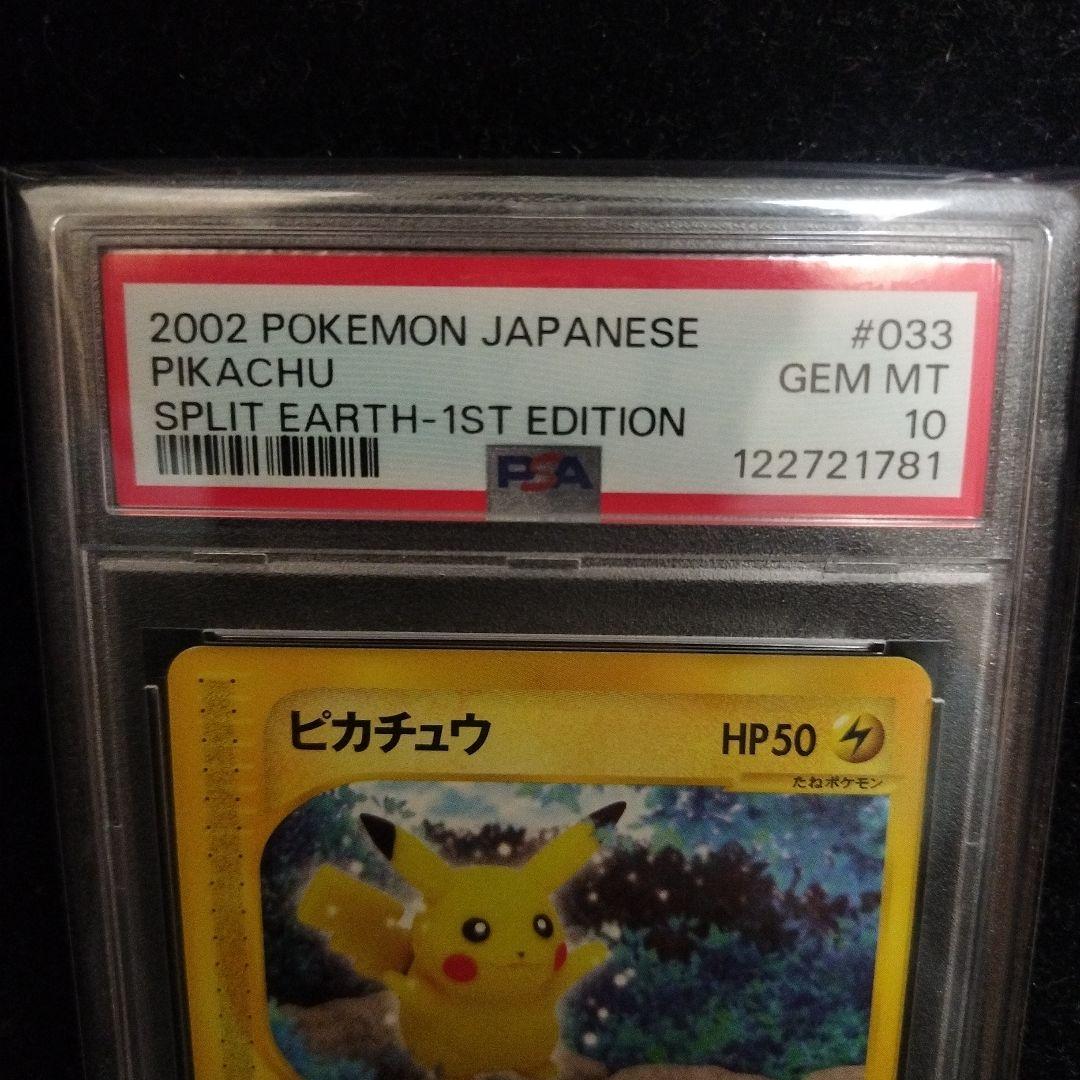 2002 POKEMON JAPANESE #033
PIKACHU GEM MT
SPLIT EARTH-1ST EDITION 10
PSA 122721781
ピカチュウ HP50
たねポケモン